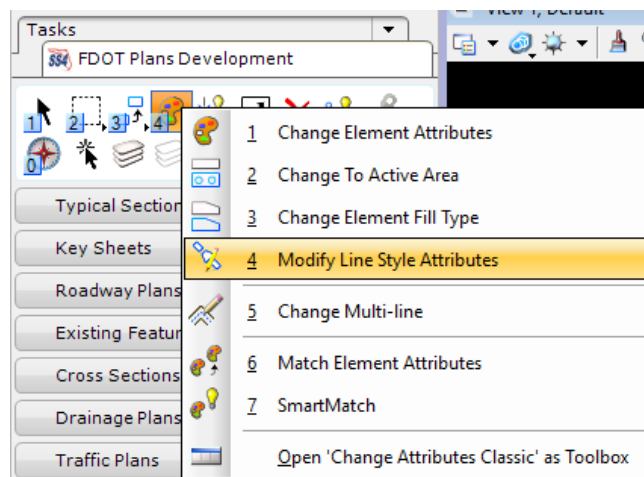 Tasks
View 1, Default
SS4 FDOT Plans Development
1 2 3 4
0
1 Change Element Attributes
2 Change To Active Area
3 Change Element Fill Type
4 Modify Line Style Attributes
5 Change Multi-line
6 Match Element Attributes
7 SmartMatch
Open 'Change Attributes Classic' as Toolbox
Typical Section
Key Sheets
Roadway Plans
Existing Featur
Cross Sections
Drainage Plans
Traffic Plans